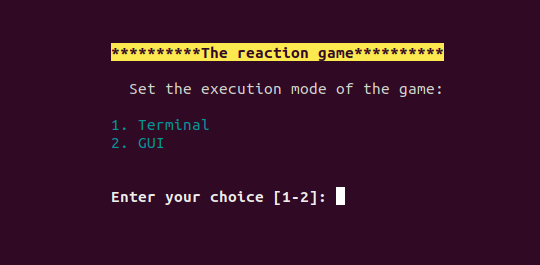 **********The reaction game**********
Set the execution mode of the game:
1. Terminal
2. GUI
Enter your choice [1-2]: